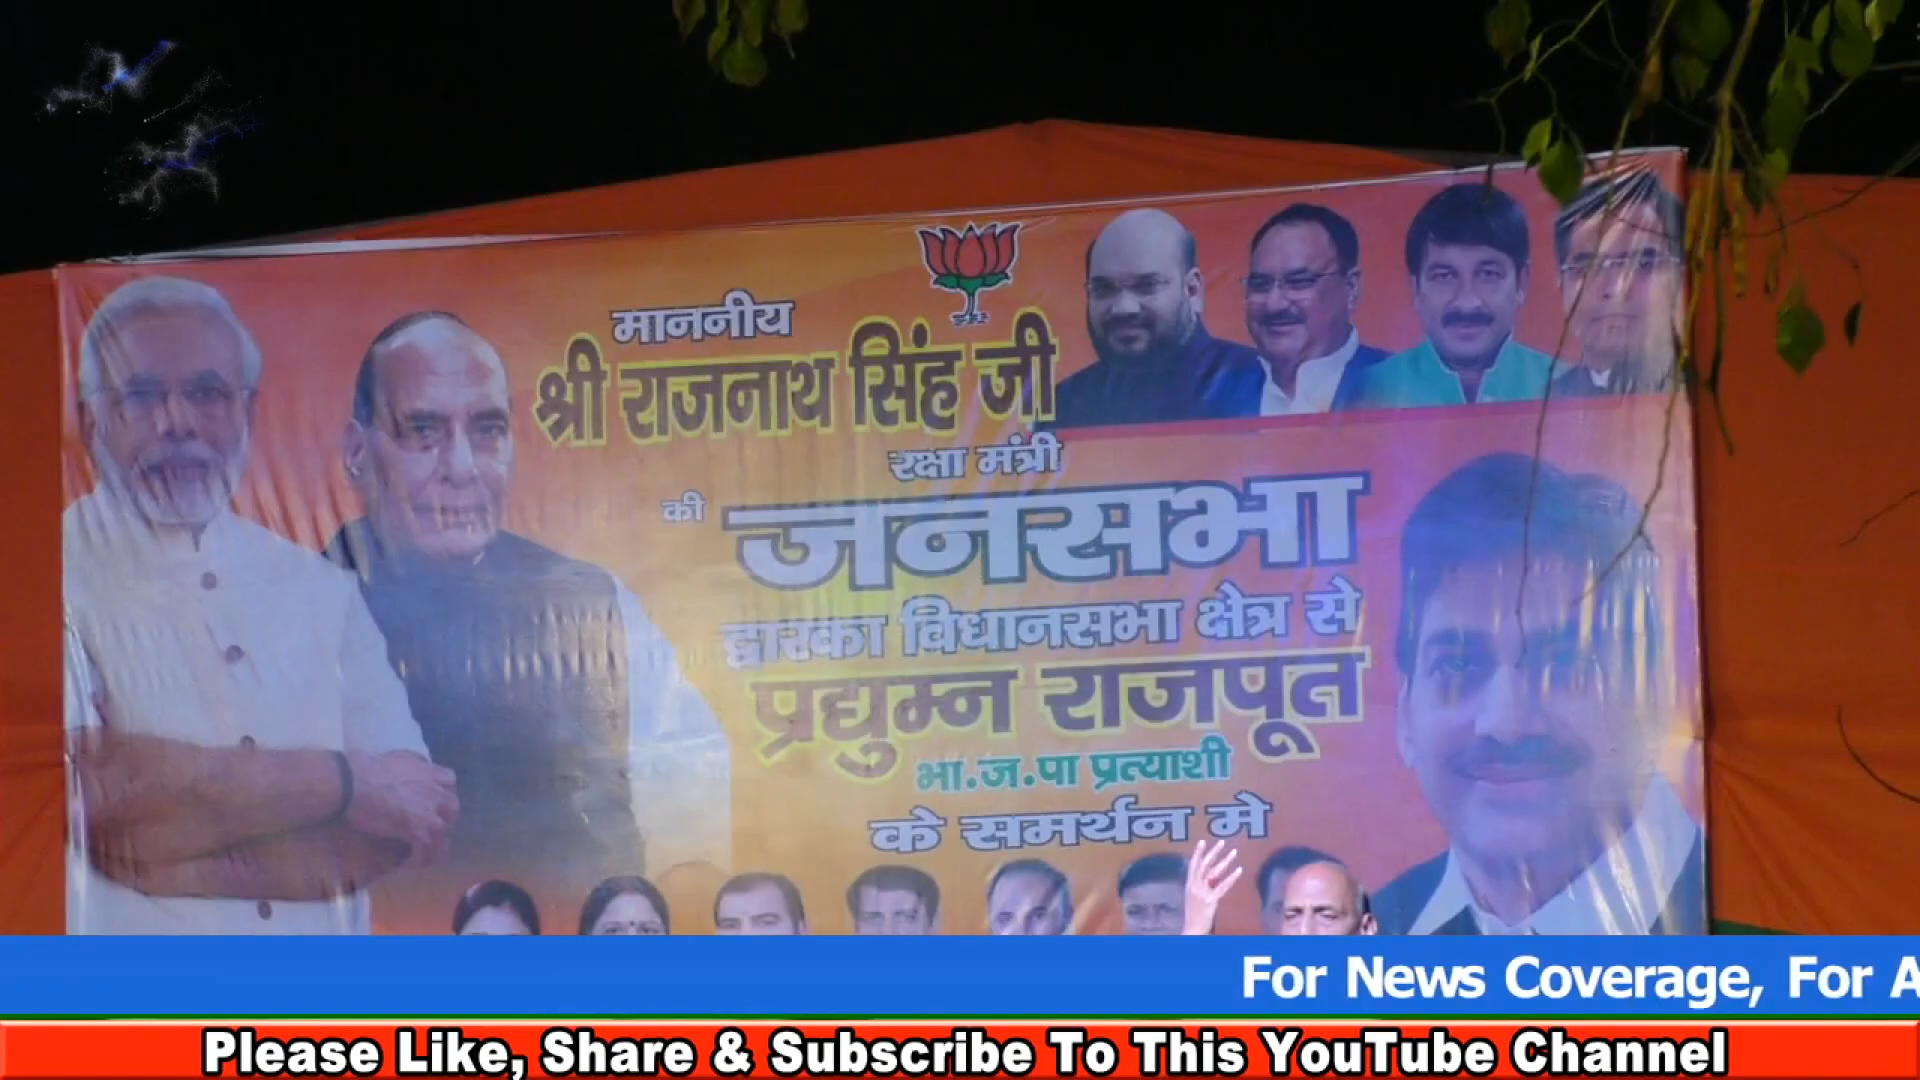 माननीय
श्री राजनाथ सिंह जी
रक्षा मंत्री
की
जनसभा
द्वारका विधानसभा क्षेत्र से
प्रद्युम्न राजपूत
भा.ज.पा प्रत्याशी
के समर्थन मे
For News Coverage, For A
Please Like, Share & Subscribe To This YouTube Channel